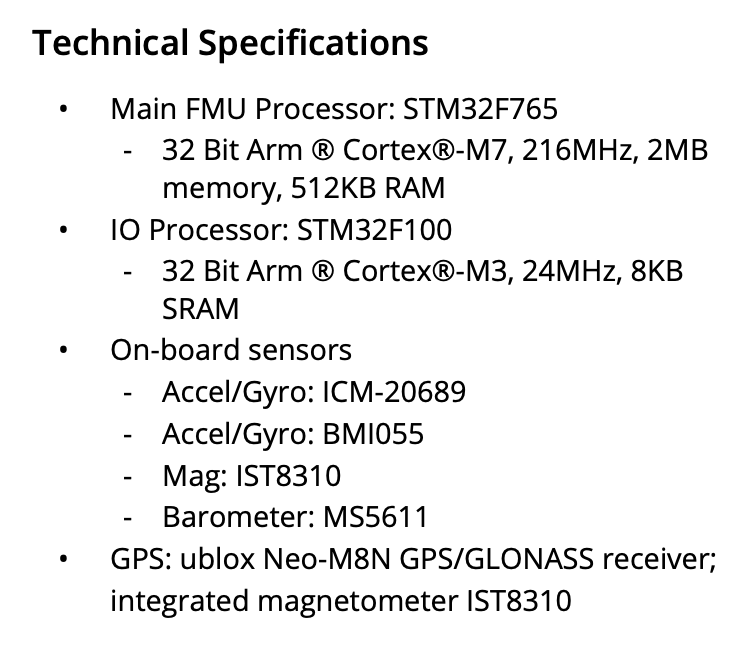 Technical Specifications
• Main FMU Processor: STM32F765
- 32 Bit Arm ® Cortex®-M7, 216MHz, 2MB
memory, 512KB RAM
• IO Processor: STM32F100
- 32 Bit Arm ® Cortex®-M3, 24MHz, 8KB
SRAM
• On-board sensors
- Accel/Gyro: ICM-20689
- Accel/Gyro: BMI055
- Mag: IST8310
- Barometer: MS5611
• GPS: ublox Neo-M8N GPS/GLONASS receiver;
integrated magnetometer IST8310